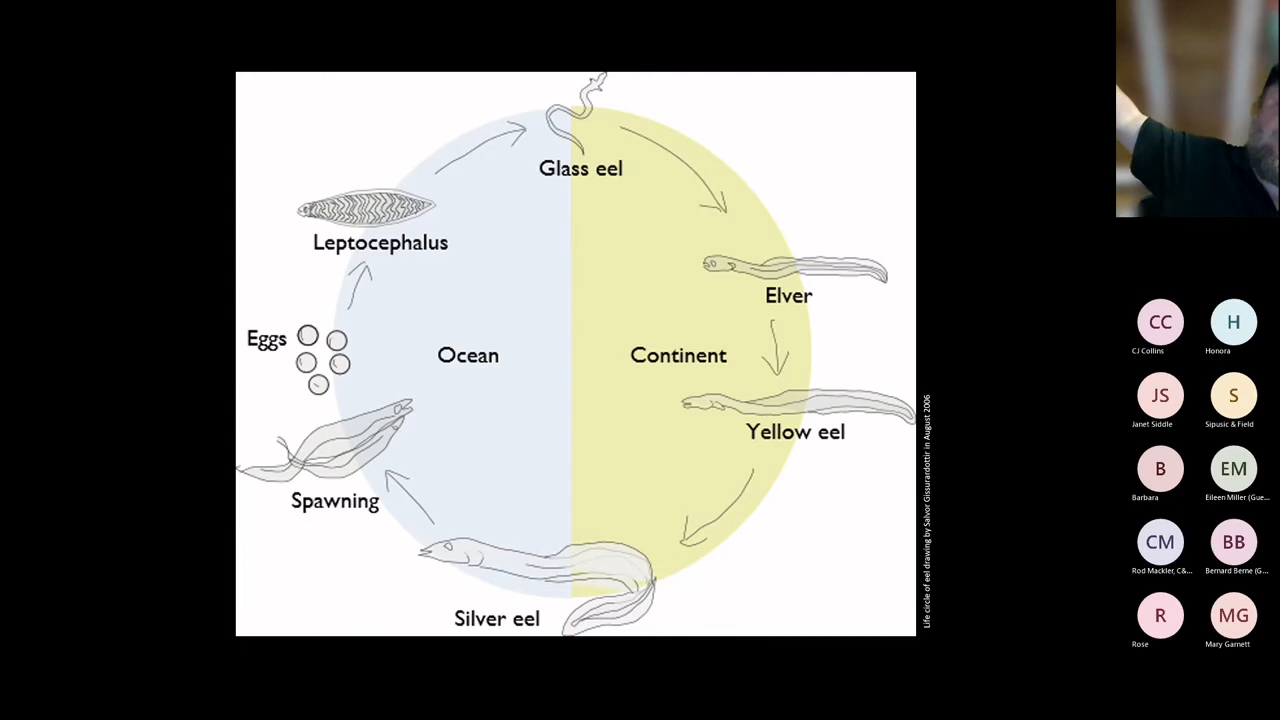 Glass eel
Leptocephalus
Elver
Eggs
Ocean
Continent
Yellow eel
Spawning
Silver eel
Life circle of eel drawing by Salvor Gissurardottir in August 2006
CC
H
CJ Collins
Honora
JS
S
Janet Siddle
Sipusic & Field
B
EM
Barbara
Eileen Miller (Gue...
CM
BB
Rod Mackler, C&...
Bernard Berne (G...
R
MG
Rose
Mary Garnett